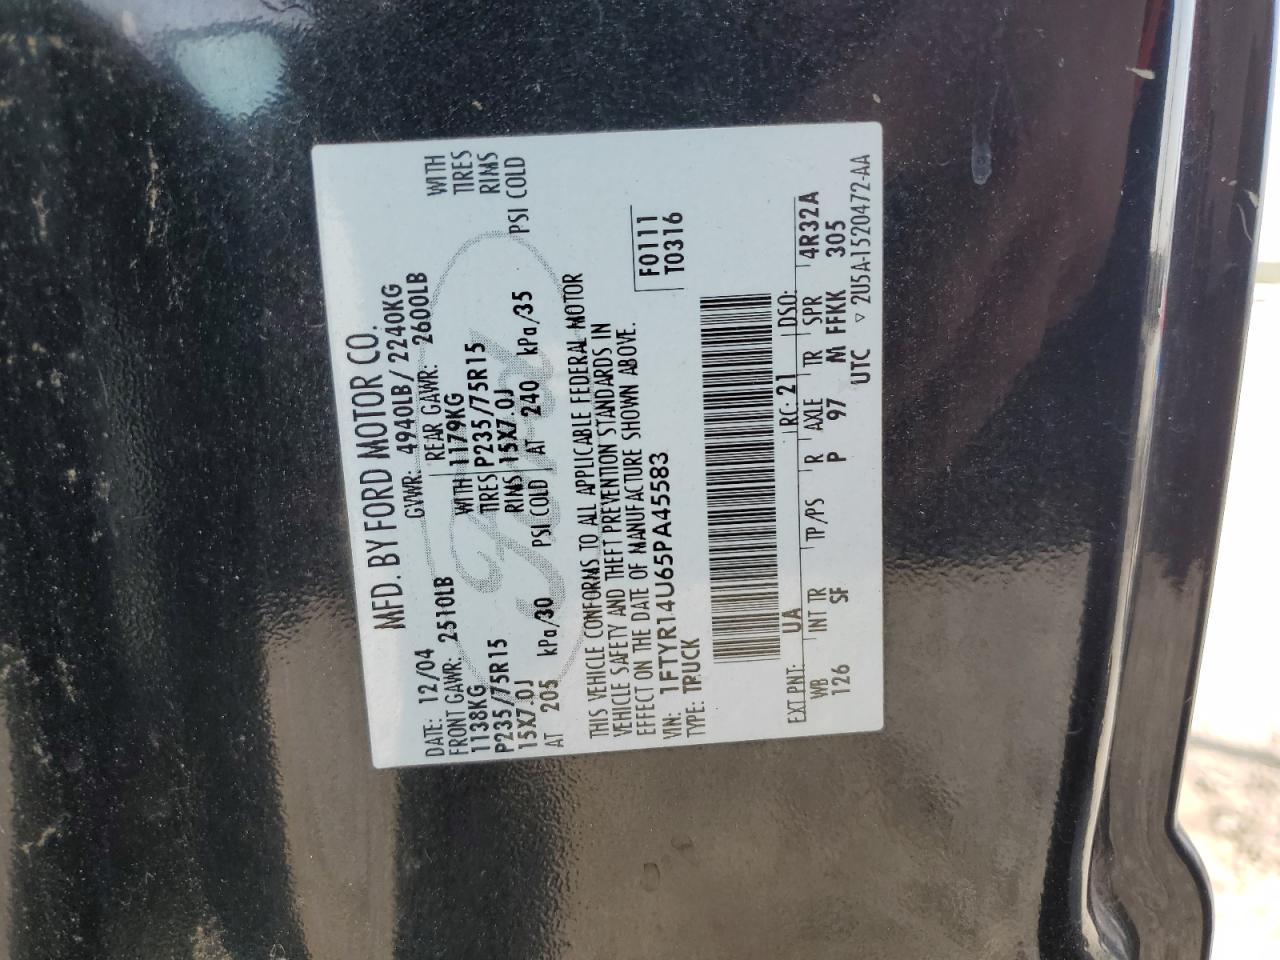 MFD. BY FORD MOTOR CO.
DATE: 12/04 GVWR: 4940LB/ 2240KG
FRONT GAWR: 2510LB REAR GAWR: 2600LB
1138KG WITH 1179KG WITH
P235/75R15 TIRES P235/75R15 TIRES
15X7.0J RIMS 15X7.0J RIMS
AT 205 kPa/30 PSI COLD AT 240 kPa/35 PSI COLD
Ford
THIS VEHICLE CONFORMS TO ALL APPLICABLE FEDERAL MOTOR
VEHICLE SAFETY AND THEFT PREVENTION STANDARDS IN
EFFECT ON THE DATE OF MANUFACTURE SHOWN ABOVE.
VIN: 1FTYR14U65PA45583 F0111
TYPE: TRUCK T0316
EXT PNT: UA RC: 21 DSO:
WB INT TR TP/PS R AXLE TR SPR 4R32A
126 SF P 97 M FFKK 305
UTC ▽ 2U5A-1520472-AA